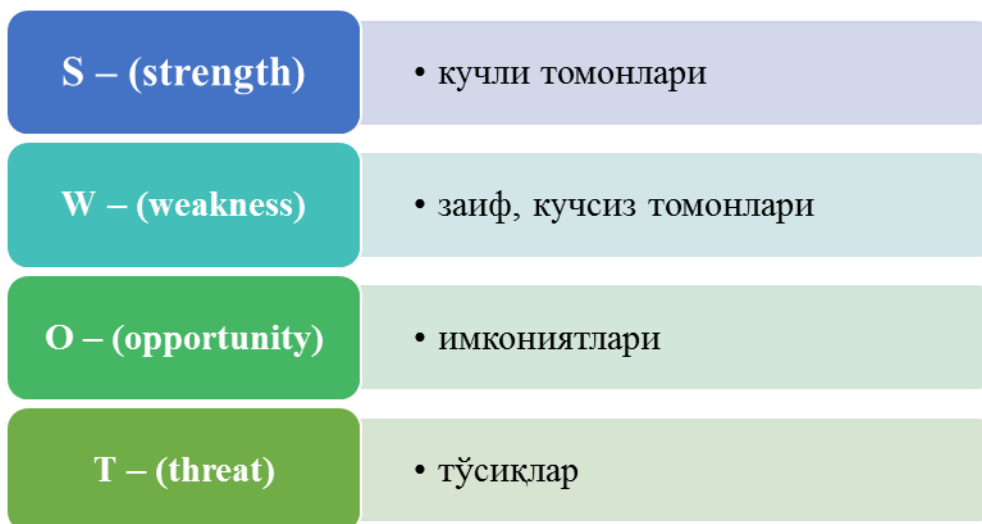 S – (strength)
• кучли томонлари
W – (weakness)
• заиф, кучсиз томонлари
O – (opportunity)
• имкониятлари
T – (threat)
• тўсиқлар